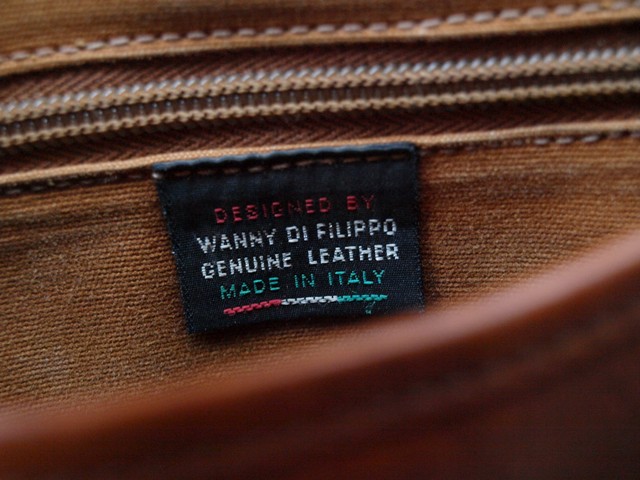 DESIGNED BY
WANNY DI FILIPPO
GENUINE LEATHER
MADE IN ITALY